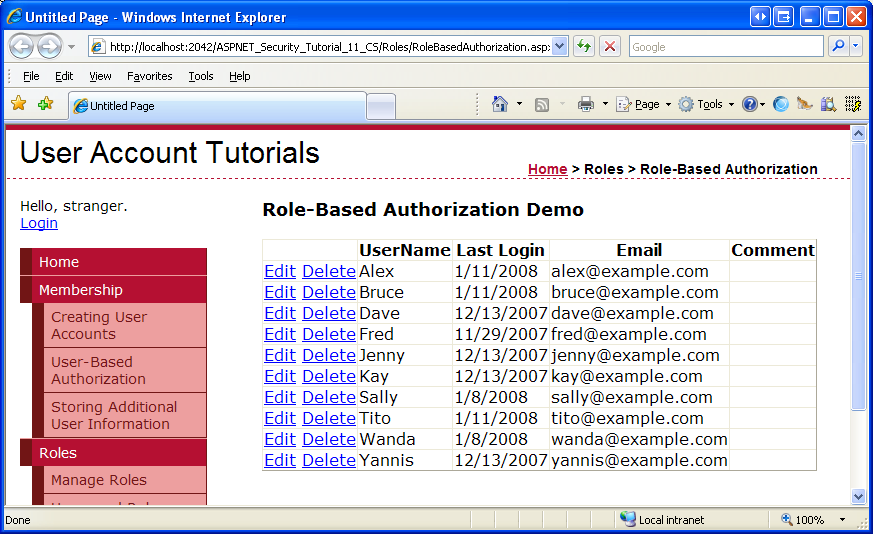 Untitled Page - Windows Internet Explorer
http://localhost:2042/ASPNET_Security_Tutorial_11_CS/Roles/RoleBasedAuthorization.asp
Google
File Edit View Favorites Tools Help
Untitled Page
Page Tools
User Account Tutorials
Home > Roles > Role-Based Authorization
Hello, stranger.
Login
Home
Membership
Creating User
Accounts
User-Based
Authorization
Storing Additional
User Information
Roles
Manage Roles
Role-Based Authorization Demo
UserName Last Login Email Comment
Edit Delete Alex 1/11/2008 alex@example.com
Edit Delete Bruce 1/11/2008 bruce@example.com
Edit Delete Dave 12/13/2007 dave@example.com
Edit Delete Fred 11/29/2007 fred@example.com
Edit Delete Jenny 12/13/2007 jenny@example.com
Edit Delete Kay 12/13/2007 kay@example.com
Edit Delete Sally 1/8/2008 sally@example.com
Edit Delete Tito 1/11/2008 tito@example.com
Edit Delete Wanda 1/8/2008 wanda@example.com
Edit Delete Yannis 12/13/2007 yannis@example.com
Done Local intranet 100%